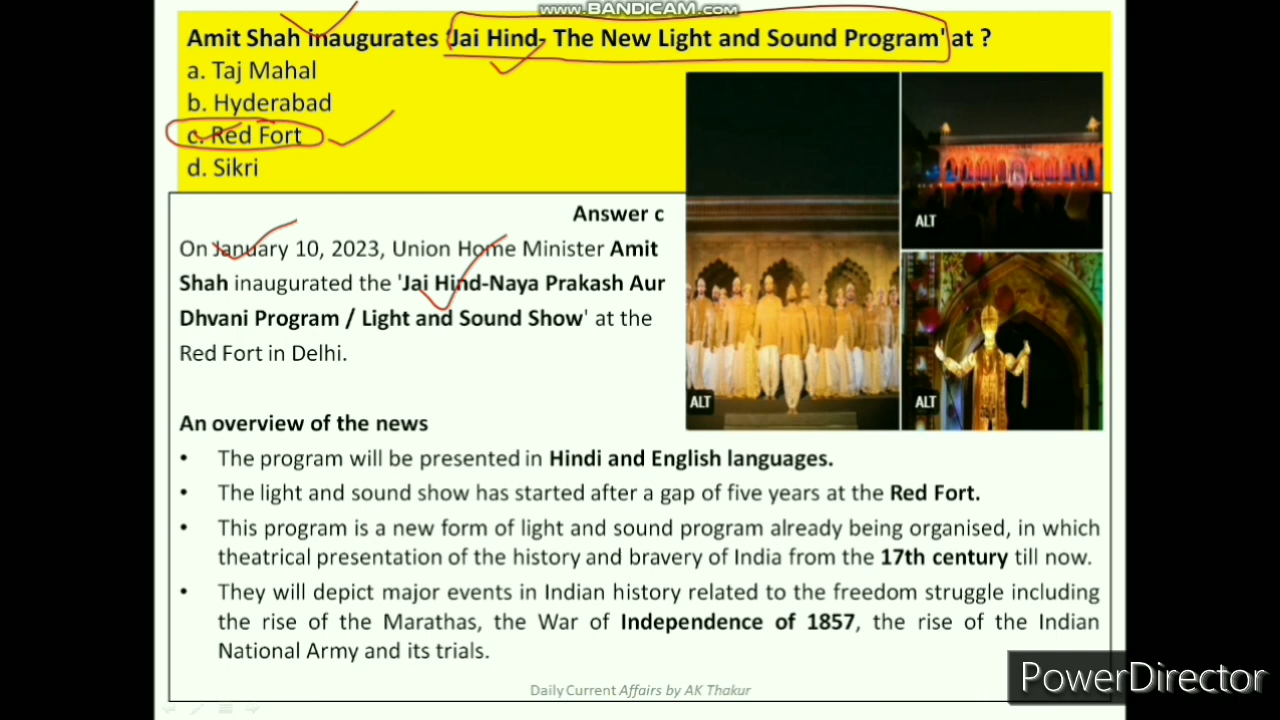 www.BANDICAM.com
Amit Shah inaugurates 'Jai Hind- The New Light and Sound Program' at ?
a. Taj Mahal
b. Hyderabad
c. Red Fort
d. Sikri
Answer c
On January 10, 2023, Union Home Minister Amit
Shah inaugurated the 'Jai Hind-Naya Prakash Aur
Dhvani Program / Light and Sound Show' at the
Red Fort in Delhi.
ALT
ALT
ALT
An overview of the news
• The program will be presented in Hindi and English languages.
• The light and sound show has started after a gap of five years at the Red Fort.
• This program is a new form of light and sound program already being organised, in which
theatrical presentation of the history and bravery of India from the 17th century till now.
• They will depict major events in Indian history related to the freedom struggle including
the rise of the Marathas, the War of Independence of 1857, the rise of the Indian
National Army and its trials.
Daily Current Affairs by AK Thakur
PowerDirector